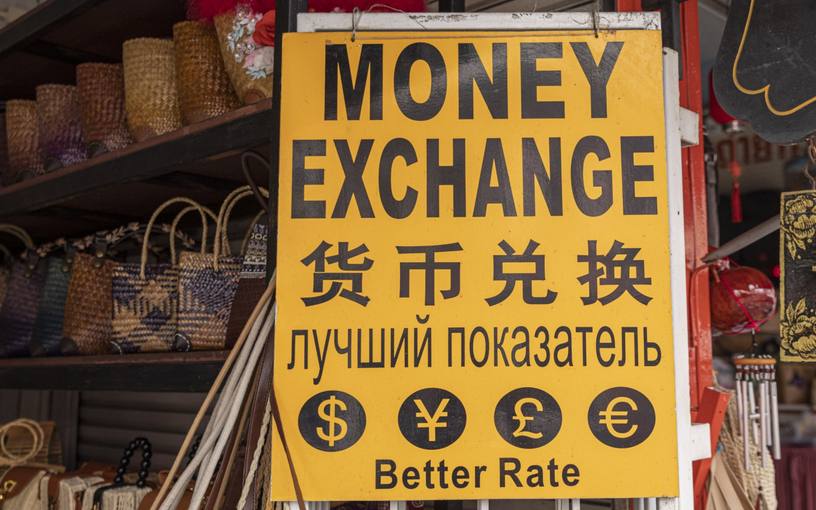 MONEY
EXCHANGE
货币兑换
лучший показатель
$ ¥ £ €
Better Rate